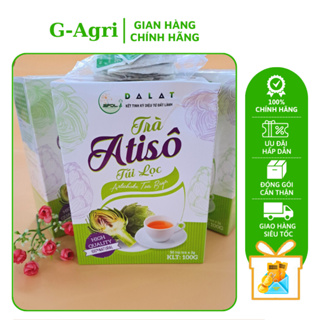 G-Agri
GIAN HÀNG
CHÍNH HÃNG
DALAT
Trà
Atisô
Túi Lọc
Artichoke Tea Bags
HIGH
QUALITY
KLT: 100G
100%
CHÍNH HÃNG
ƯU ĐÃI
HẤP DẪN
ĐÓNG GÓI
CẨN THẬN
GIAO HÀNG
SIÊU TỐC